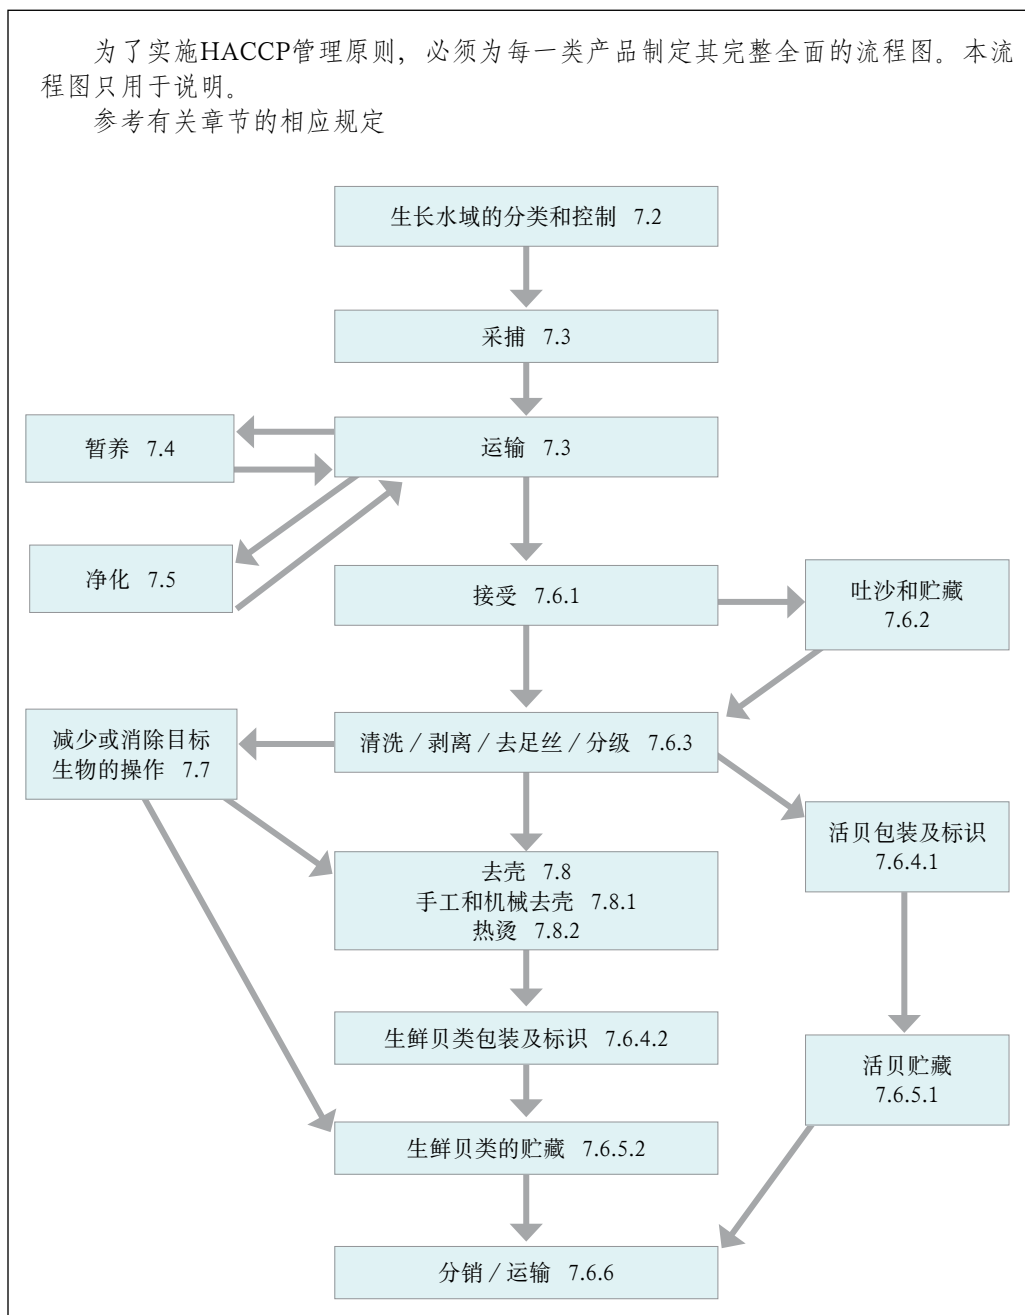 为了实施HACCP管理原则，必须为每一类产品制定其完整全面的流程图。本流
程图只用于说明。
参考有关章节的相应规定
生长水域的分类和控制 7.2
采捕 7.3
暂养 7.4
运输 7.3
净化 7.5
接受 7.6.1
吐沙和贮藏
7.6.2
减少或消除目标
生物的操作 7.7
清洗／剥离／去足丝／分级 7.6.3
活贝包装及标识
7.6.4.1
去壳 7.8
手工和机械去壳 7.8.1
热烫 7.8.2
生鲜贝类包装及标识 7.6.4.2
活贝贮藏
7.6.5.1
生鲜贝类的贮藏 7.6.5.2
分销／运输 7.6.6